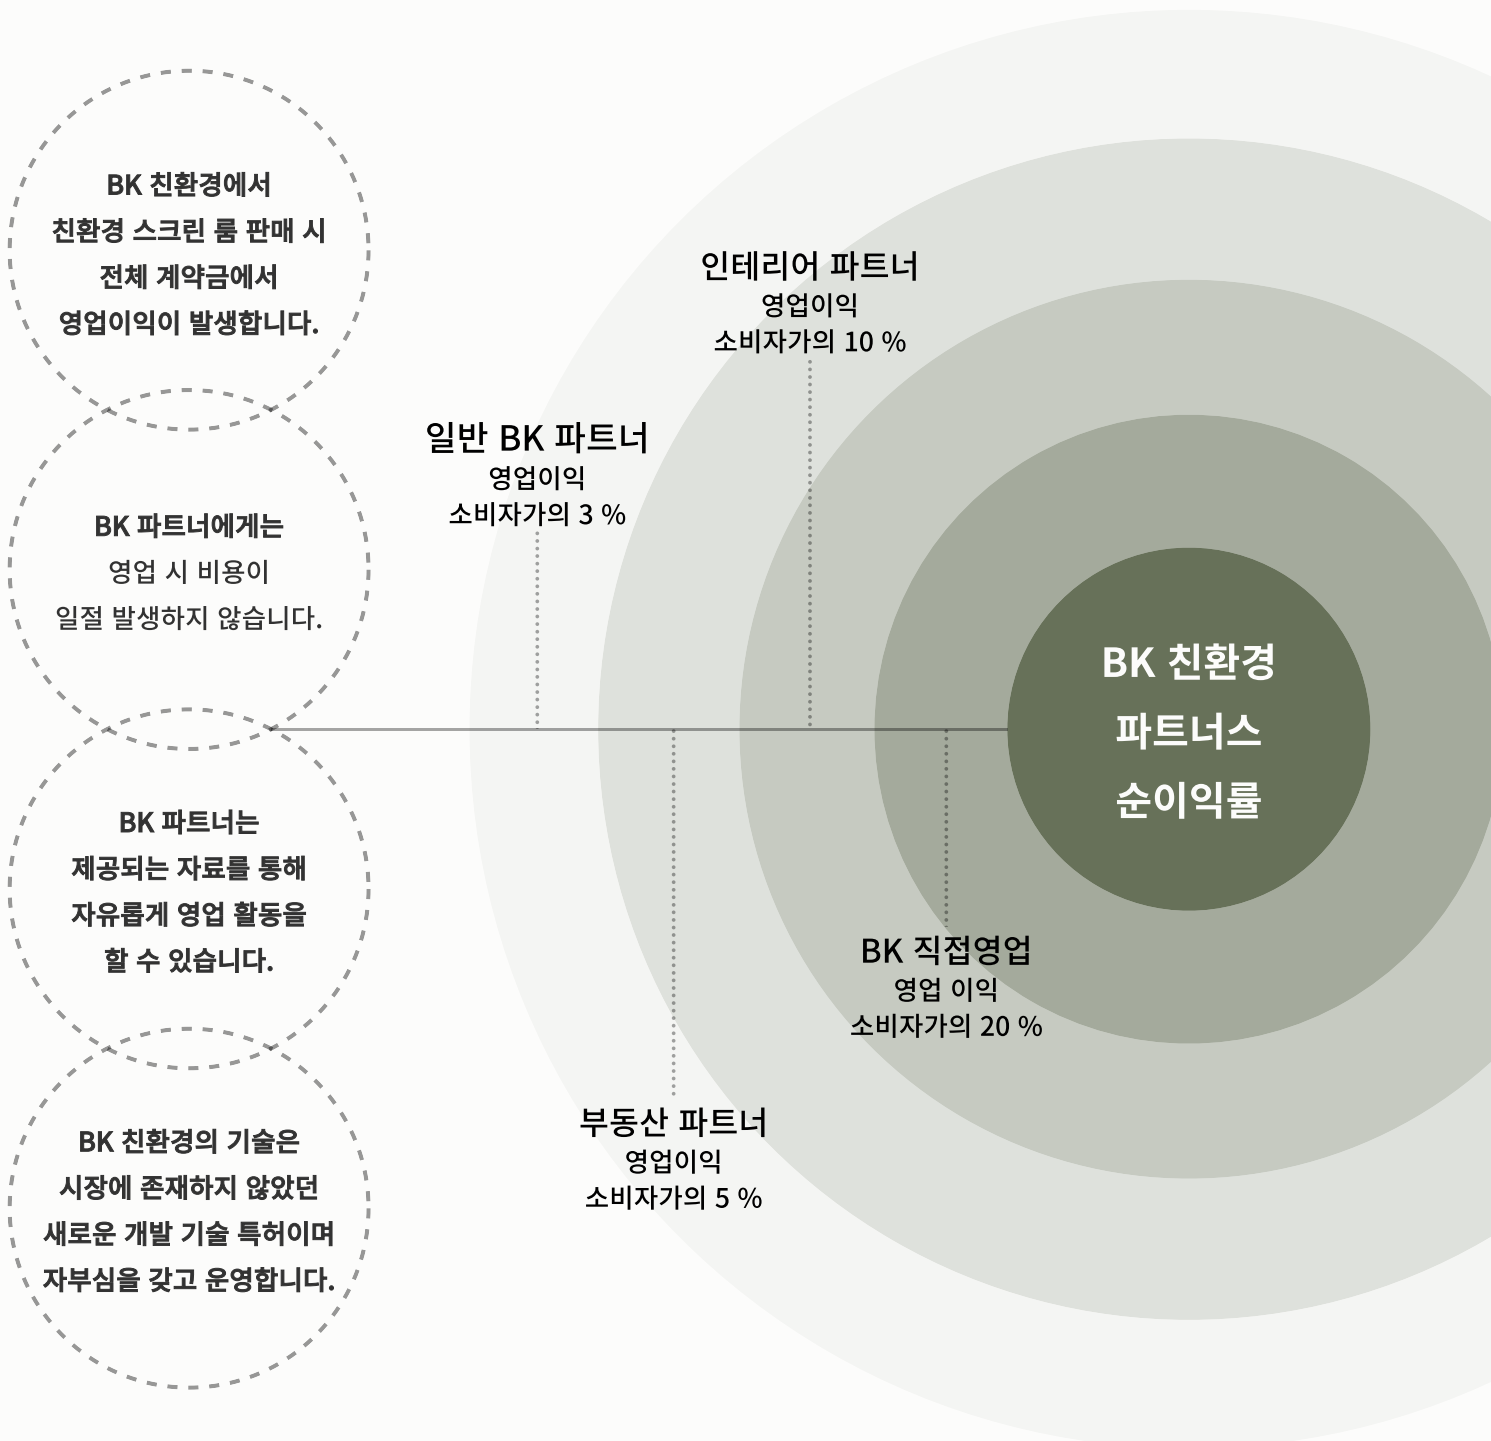 BK 친환경에서
친환경 스크린 룸 판매 시
전체 계약금에서
영업이익이 발생합니다.
BK 파트너에게는
영업 시 비용이
일절 발생하지 않습니다.
BK 파트너는
제공되는 자료를 통해
자유롭게 영업 활동을
할 수 있습니다.
BK 친환경의 기술은
시장에 존재하지 않았던
새로운 개발 기술 특허이며
자부심을 갖고 운영합니다.
일반 BK 파트너
영업이익
소비자가의 3 %
인테리어 파트너
영업이익
소비자가의 10 %
부동산 파트너
영업이익
소비자가의 5 %
BK 직접영업
영업 이익
소비자가의 20 %
BK 친환경
파트너스
순이익률